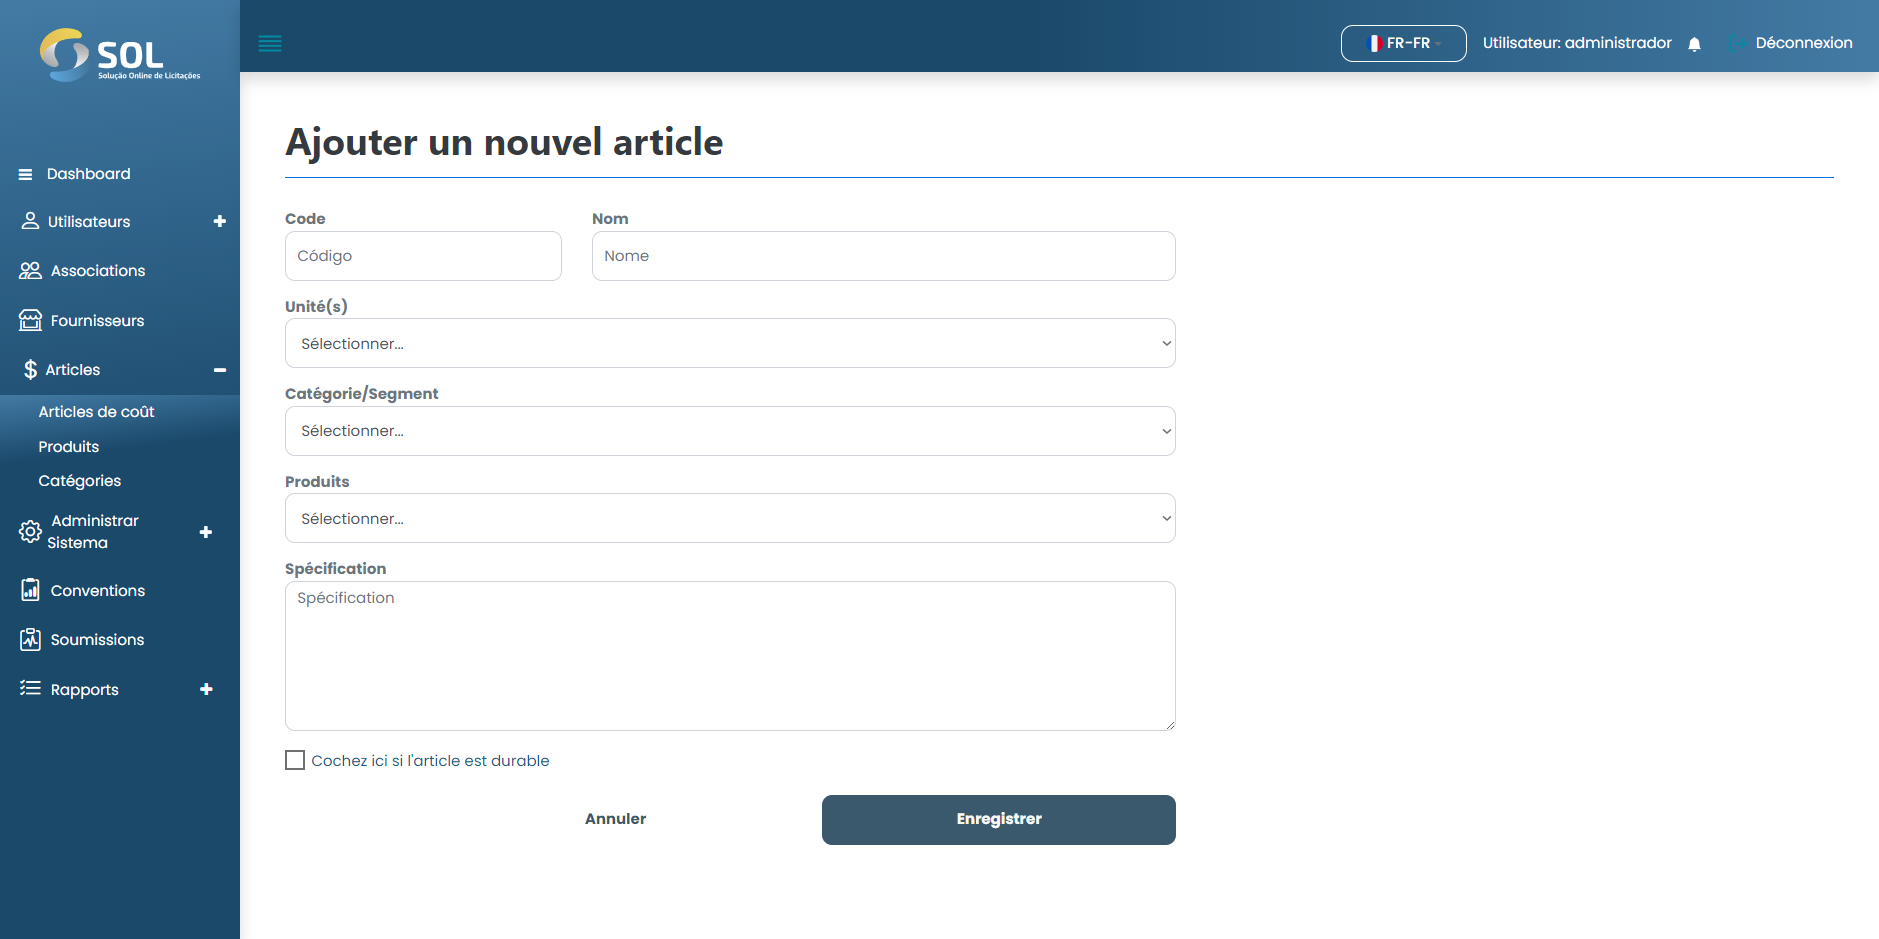 SOL
Solução Online de Licitações
FR-FR
Utilisateur: administrador
Déconnexion
Dashboard
Utilisateurs
Associations
Fournisseurs
Articles
Articles de coût
Produits
Catégories
Administrar
Sistema
Conventions
Soumissions
Rapports
Ajouter un nouvel article
Code
Nom
Código
Nome
Unité(s)
Sélectionner...
Catégorie/Segment
Sélectionner...
Produits
Sélectionner...
Spécification
Spécification
Cochez ici si l'article est durable
Annuler
Enregistrer